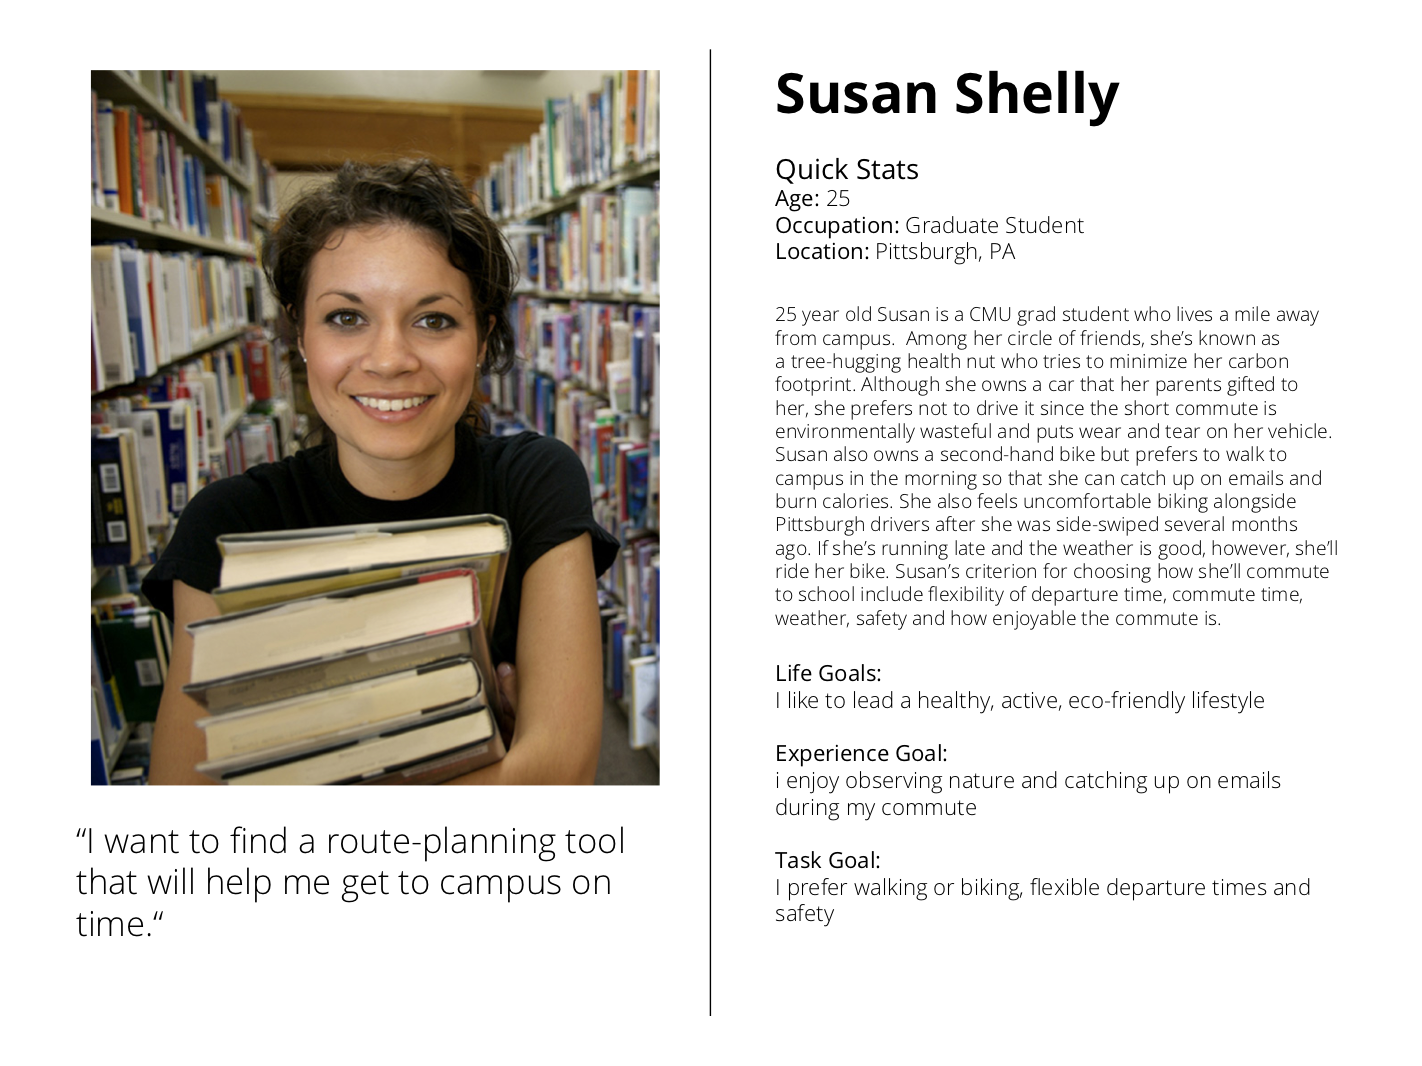 Susan Shelly
Quick Stats
Age: 25
Occupation: Graduate Student
Location: Pittsburgh, PA
25 year old Susan is a CMU grad student who lives a mile away
from campus.  Among her circle of friends, she’s known as
a tree-hugging health nut who tries to minimize her carbon
footprint. Although she owns a car that her parents gifted to
her, she prefers not to drive it since the short commute is
environmentally wasteful and puts wear and tear on her vehicle.
Susan also owns a second-hand bike but prefers to walk to
campus in the morning so that she can catch up on emails and
burn calories. She also feels uncomfortable biking alongside
Pittsburgh drivers after she was side-swiped several months
ago. If she’s running late and the weather is good, however, she’ll
ride her bike. Susan’s criterion for choosing how she’ll commute
to school include flexibility of departure time, commute time,
weather, safety and how enjoyable the commute is.
Life Goals:
I like to lead a healthy, active, eco-friendly lifestyle
Experience Goal:
i enjoy observing nature and catching up on emails
during my commute
Task Goal:
I prefer walking or biking, flexible departure times and
safety
“I want to find a route-planning tool
that will help me get to campus on
time.“